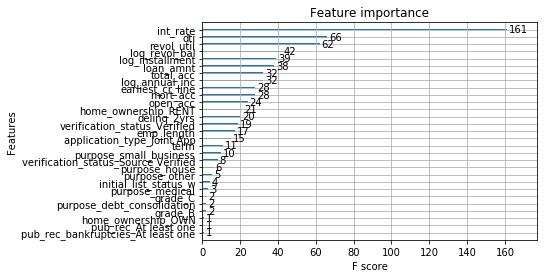 Feature importance
int_rate 161
dti 66
revol_util 62
log_revol_bal 42
log_installment 39
loan_amnt 38
total_acc 32
log_annual_inc 32
earliest_cr_line 28
mort_acc 28
open_acc 24
home_ownership_RENT 21
delinq_2yrs 20
verification_status_Verified 19
emp_length 17
application_type_Joint App 15
term 11
purpose_small_business 10
verification_status_Source Verified 8
purpose_house 6
purpose_other 5
initial_list_status_w 4
purpose_medical 3
grade_C 2
purpose_debt_consolidation 2
grade_B 2
home_ownership_OWN 1
pub_rec_At least one 1
pub_rec_bankruptcies_At least one 1
Features
0 20 40 60 80 100 120 140 160
F score